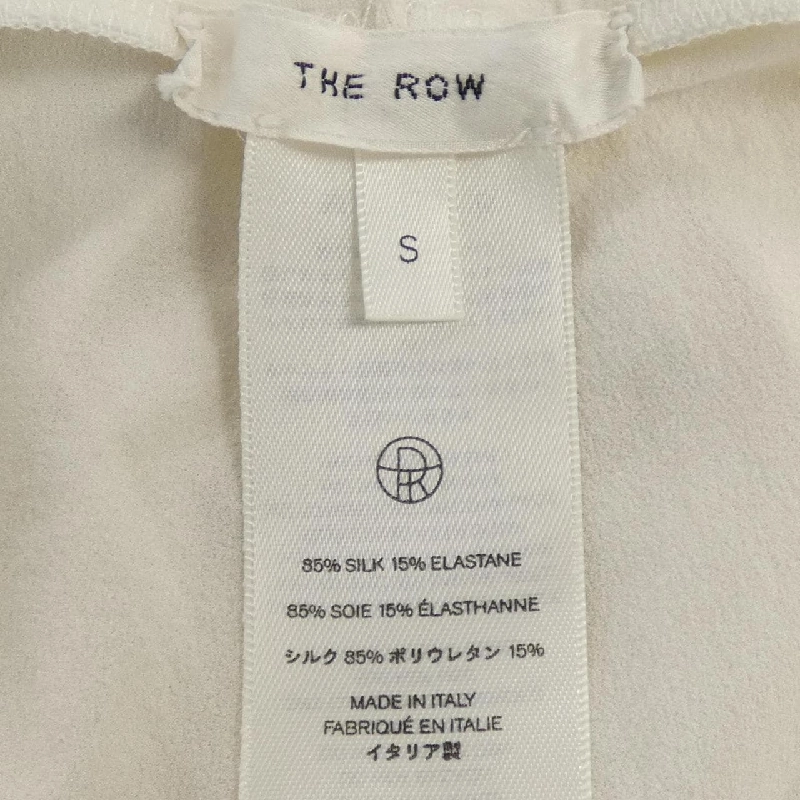 THE ROW
S
85% SILK 15% ELASTANE
85% SOIE 15% ÉLASTHANNE
シルク 85% ポリウレタン 15%
MADE IN ITALY
FABRIQUÉ EN ITALIE
イタリア製